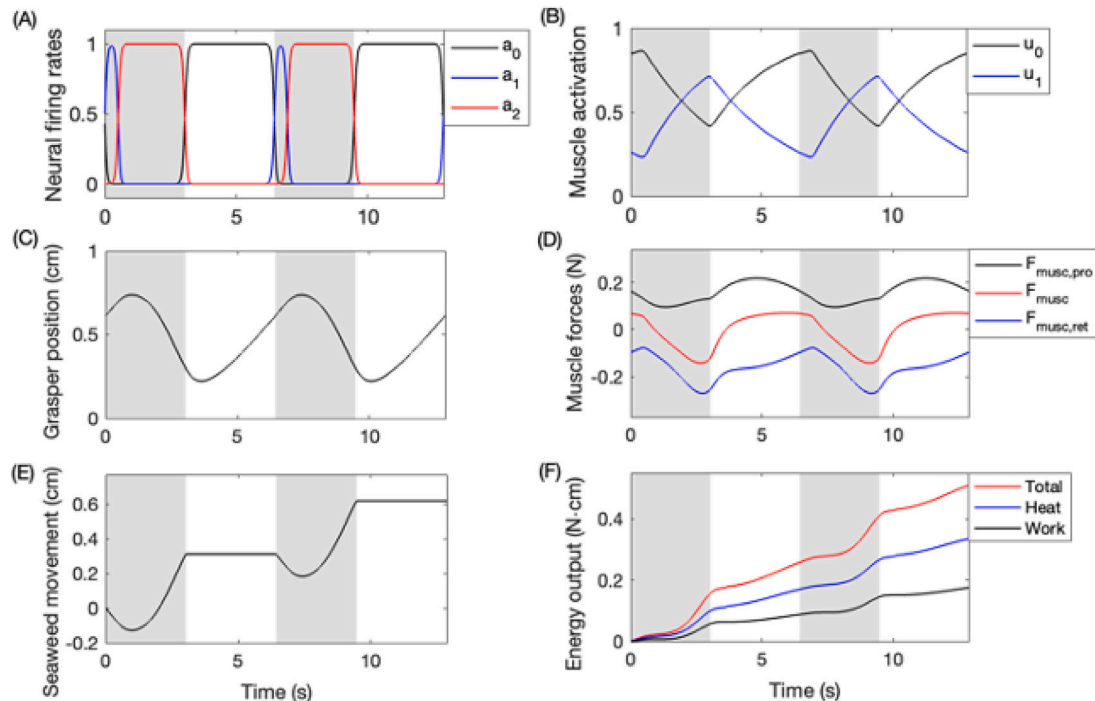 (A)
Neural firing rates
1
0.5
0
0
5
10
a0
a1
a2
(B)
Muscle activation
1
0.5
0
0
5
10
u0
u1
(C)
Grasper position (cm)
1
0.5
0
0
5
10
(D)
Muscle forces (N)
0.2
0
-0.2
0
5
10
F musc,pro
F musc
F musc,ret
(E)
Seaweed movement (cm)
0.6
0.4
0.2
0
-0.2
0
5
10
Time (s)
(F)
Energy output (N·cm)
0.4
0.2
0
0
5
10
Total
Heat
Work
Time (s)